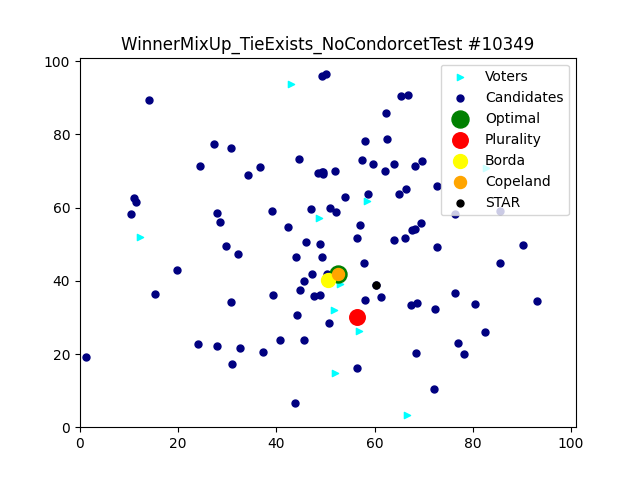 WinnerMixUp_TieExists_NoCondorcetTest #10349
100
80
60
40
20
0
0 20 40 60 80 100
Voters
Candidates
Optimal
Plurality
Borda
Copeland
STAR